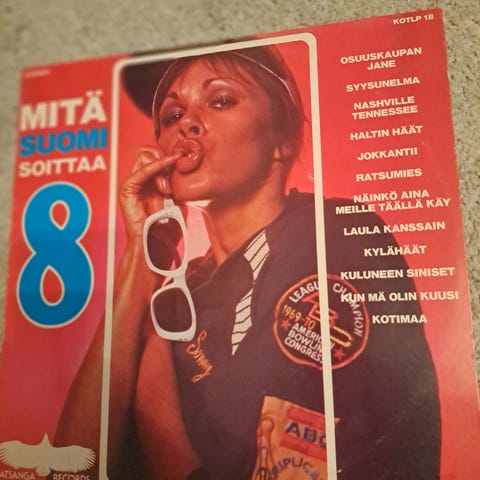 KOTLP 18
STEREO
MITÄ
SUOMI
SOITTAA
8
OSUUSKAUPAN
JANE
SYYSUNELMA
NASHVILLE
TENNESSEE
HALTIN HÄÄT
JOKKANTII
RATSUMIES
NÄINKÖ AINA
MEILLE TÄÄLLÄ KÄY
LAULA KANSSAIN
KYLÄHÄÄT
KULUNEEN SINISET
KUN MÄ OLIN KUUSI
KOTIMAA
LEAGUE CHAMPION
1969-70
AMERICAN
BOWLING
CONGRESS
ABC
ATSANGA RECORDS